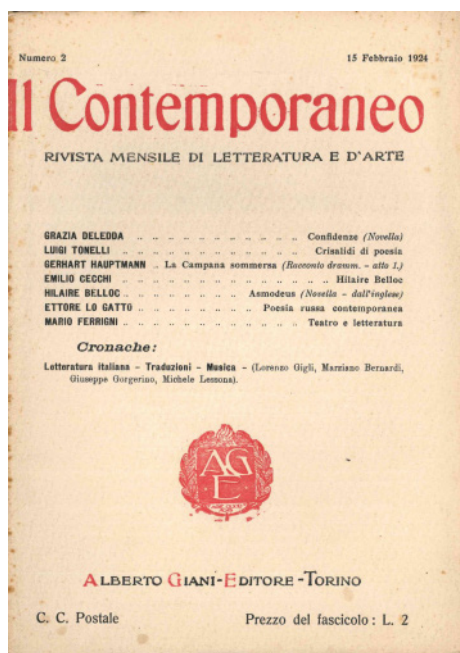 Numero 2 15 Febbraio 1924
Il Contemporaneo
RIVISTA MENSILE DI LETTERATURA E D'ARTE
GRAZIA DELEDDA .. .. .. .. .. .. .. .. .. .. .. .. Confidenze (Novella)
LUIGI TONELLI .. .. .. .. .. .. .. .. .. .. .. .. Crisalidi di poesia
GERHART HAUPTMANN .. La Campana sommersa (Racconto dramm. - atto 1.)
EMILIO CECCHI .. .. .. .. .. .. .. .. .. .. .. .. Hilaire Belloc
HILAIRE BELLOC .. .. .. .. .. .. .. .. Asmodeus (Novella - dall'inglese)
ETTORE LO GATTO .. .. .. .. .. .. .. .. .. Poesia russa contemporanea
MARIO FERRIGNI .. .. .. .. .. .. .. .. .. .. .. .. Teatro e letteratura
Cronache:
Letteratura italiana - Traduzioni - Musica - (Lorenzo Gigli, Marziano Bernardi,
Giuseppe Gorgerino, Michele Lessona).
AG
E
ALBERTO GIANI-EDITORE-TORINO
C. C. Postale Prezzo del fascicolo: L. 2